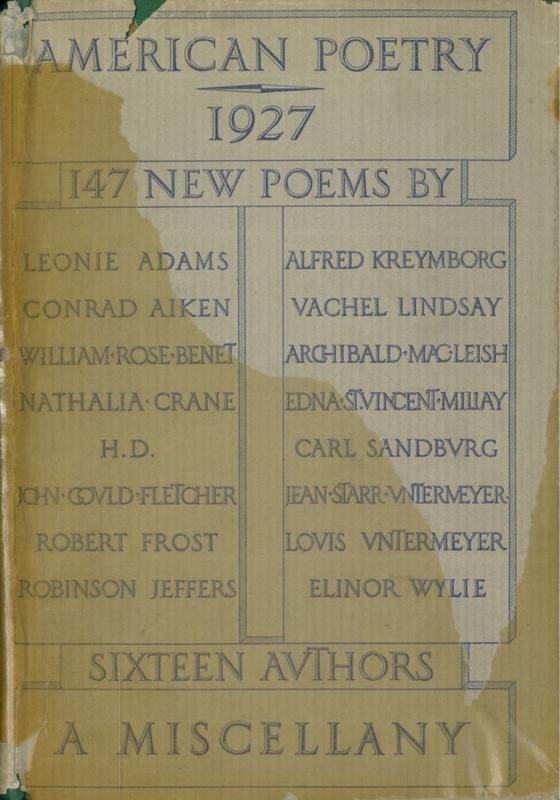 AMERICAN POETRY
1927
147 NEW POEMS BY
LEONIE ADAMS
CONRAD AIKEN
WILLIAM·ROSE·BENET
NATHALIA·CRANE
H.D.
JOHN·GOVLD·FLETCHER
ROBERT FROST
ROBINSON JEFFERS
ALFRED KREYMBORG
VACHEL LINDSAY
ARCHIBALD·MAC·LEISH
EDNA·ST.VINCENT·MILLAY
CARL SANDBVRG
JEAN·STARR·VNTERMEYER·
LOVIS VNTERMEYER
ELINOR WYLIE
SIXTEEN AVTHORS
A MISCELLANY